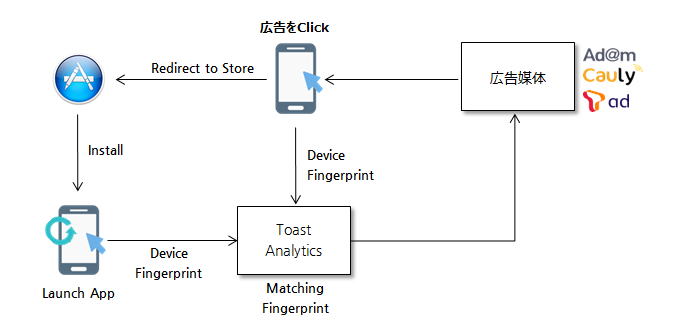 広告をClick
Redirect to Store
広告媒体
Ad@m
Cauly
ad
Install
Device
Fingerprint
Toast
Analytics
Device
Fingerprint
Launch App
Matching
Fingerprint